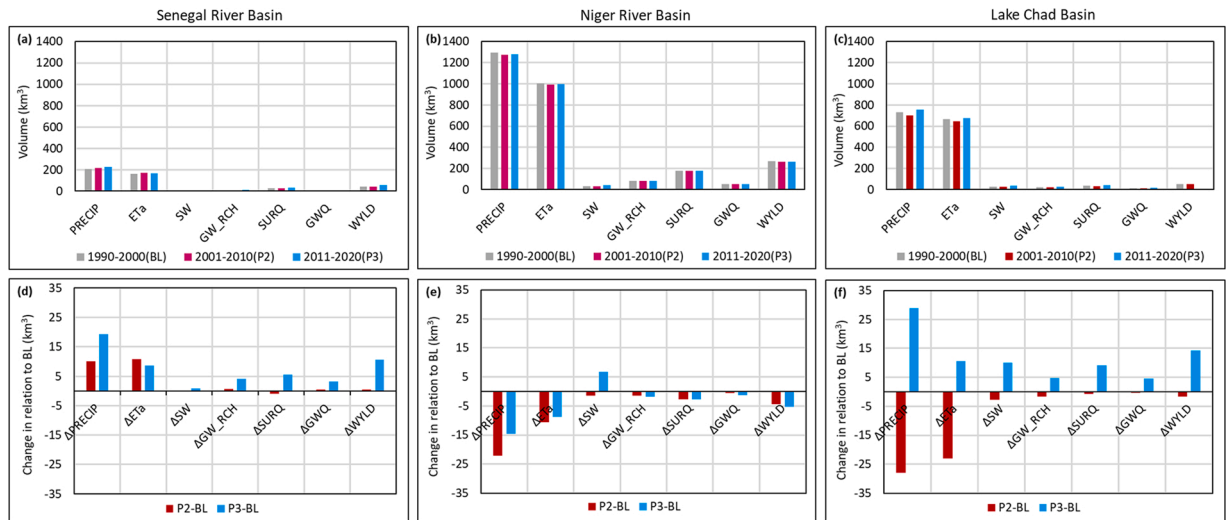 Senegal River Basin
Niger River Basin
Lake Chad Basin
(a)
1400
1200
1000
800
600
400
200
0
Volume (km³)
PRECIP
ETa
SW
GW_RCH
SURQ
GWQ
WYLD
1990-2000(BL) 2001-2010(P2) 2011-2020(P3)
(b)
1400
1200
1000
800
600
400
200
0
Volume (km³)
PRECIP
ETa
SW
GW_RCH
SURQ
GWQ
WYLD
1990-2000(BL) 2001-2010(P2) 2011-2020(P3)
(c)
1400
1200
1000
800
600
400
200
0
Volume (km³)
PRECIP
ETa
SW
GW_RCH
SURQ
GWQ
WYLD
1990-2000(BL) 2001-2010(P2) 2011-2020(P3)
(d)
35
25
15
5
-5
-15
-25
-35
Change in relation to BL (km³)
ΔPRECIP
ΔETa
ΔSW
ΔGW_RCH
ΔSURQ
ΔGWQ
ΔWYLD
P2-BL P3-BL
(e)
35
25
15
5
-5
-15
-25
-35
Change in relation to BL (km³)
ΔPRECIP
ΔETa
ΔSW
ΔGW_RCH
ΔSURQ
ΔGWQ
ΔWYLD
P2-BL P3-BL
(f)
35
25
15
5
-5
-15
-25
-35
Change in relation to BL (km³)
ΔPRECIP
ΔETa
ΔSW
ΔGW_RCH
ΔSURQ
ΔGWQ
ΔWYLD
P2-BL P3-BL